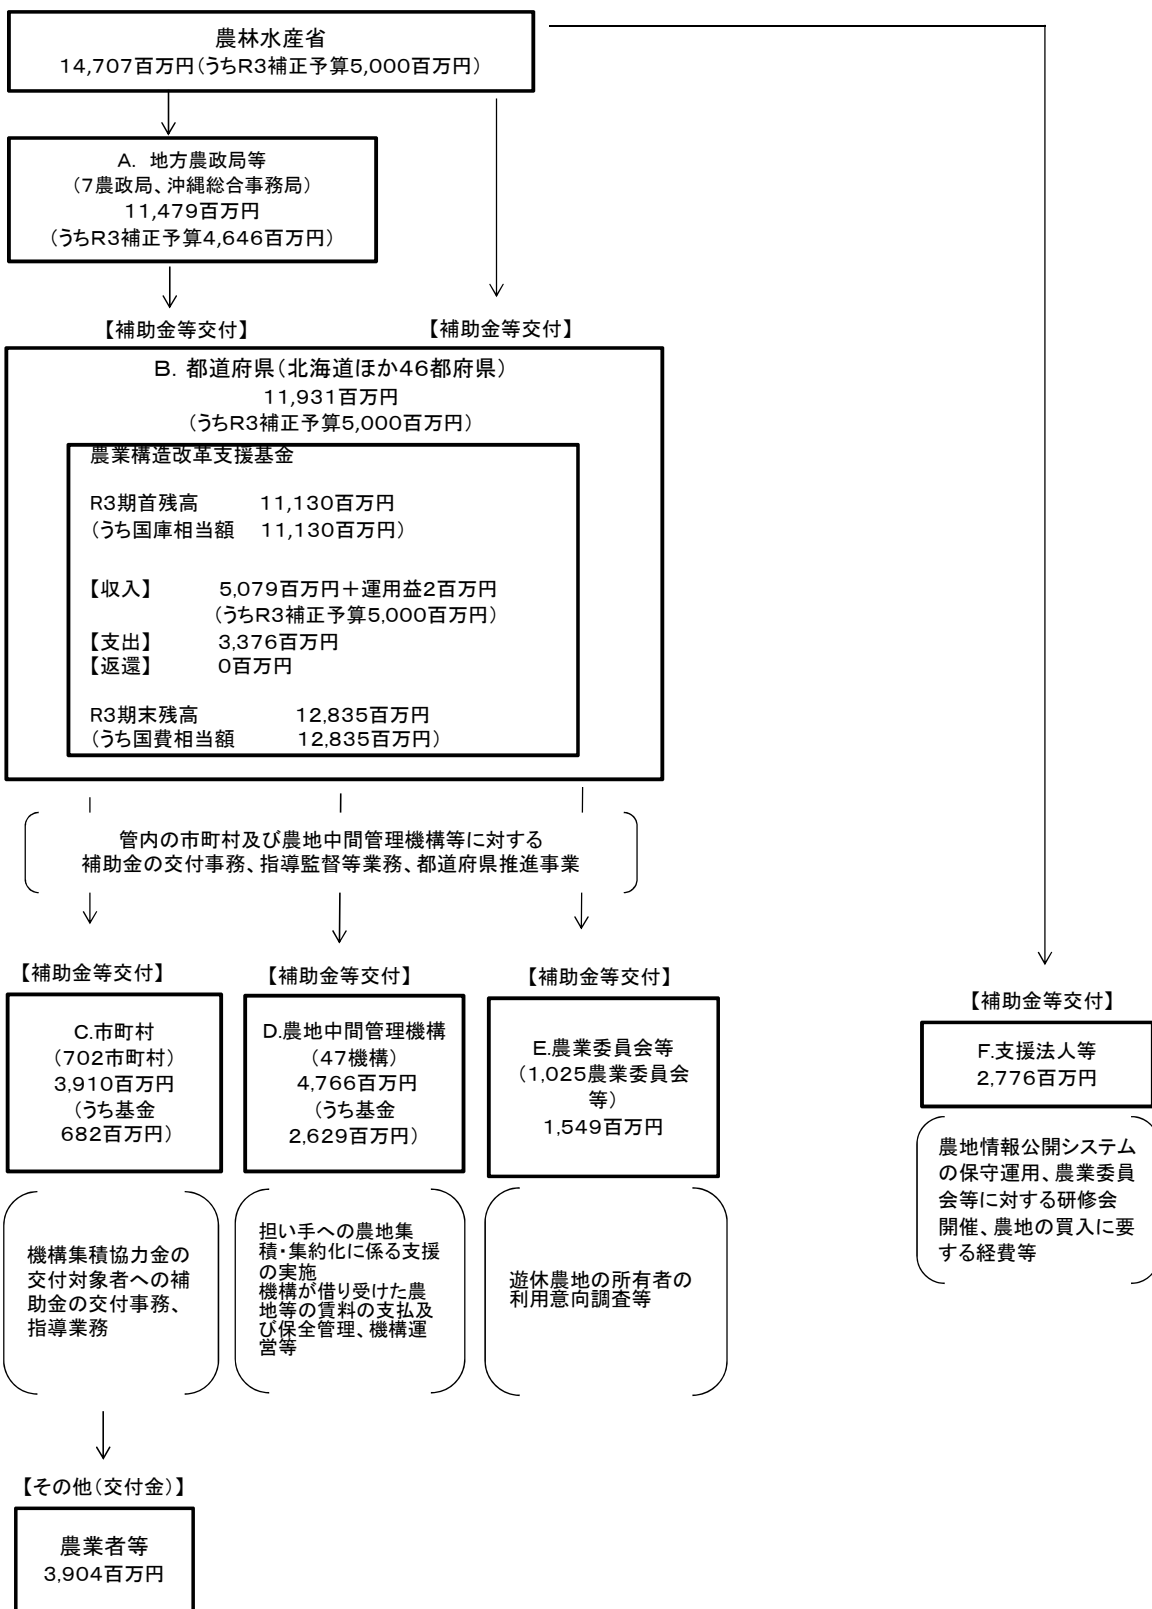 農林水産省
14,707百万円(うちR3補正予算5,000百万円)
A. 地方農政局等
(7農政局、沖縄総合事務局)
11,479百万円
(うちR3補正予算4,646百万円)
【補助金等交付】
【補助金等交付】
B. 都道府県(北海道ほか46都府県)
11,931百万円
(うちR3補正予算5,000百万円)
農業構造改革支援基金
R3期首残高 11,130百万円
(うち国庫相当額 11,130百万円)
【収入】 5,079百万円+運用益2百万円
(うちR3補正予算5,000百万円)
【支出】 3,376百万円
【返還】 0百万円
R3期末残高 12,835百万円
(うち国費相当額 12,835百万円)
管内の市町村及び農地中間管理機構等に対する
補助金の交付事務、指導監督等業務、都道府県推進事業
【補助金等交付】
C.市町村
(702市町村)
3,910百万円
(うち基金
682百万円)
機構集積協力金の
交付対象者への補
助金の交付事務、
指導業務
【その他(交付金)】
農業者等
3,904百万円
【補助金等交付】
D.農地中間管理機構
(47機構)
4,766百万円
(うち基金
2,629百万円)
担い手への農地集
積・集約化に係る支援
の実施
機構が借り受けた農
地等の賃料の支払及
び保全管理、機構運
営等
【補助金等交付】
E.農業委員会等
(1,025農業委員会
等)
1,549百万円
遊休農地の所有者の
利用意向調査等
【補助金等交付】
F.支援法人等
2,776百万円
農地情報公開システム
の保守運用、農業委員
会等に対する研修会
開催、農地の買入に要
する経費等